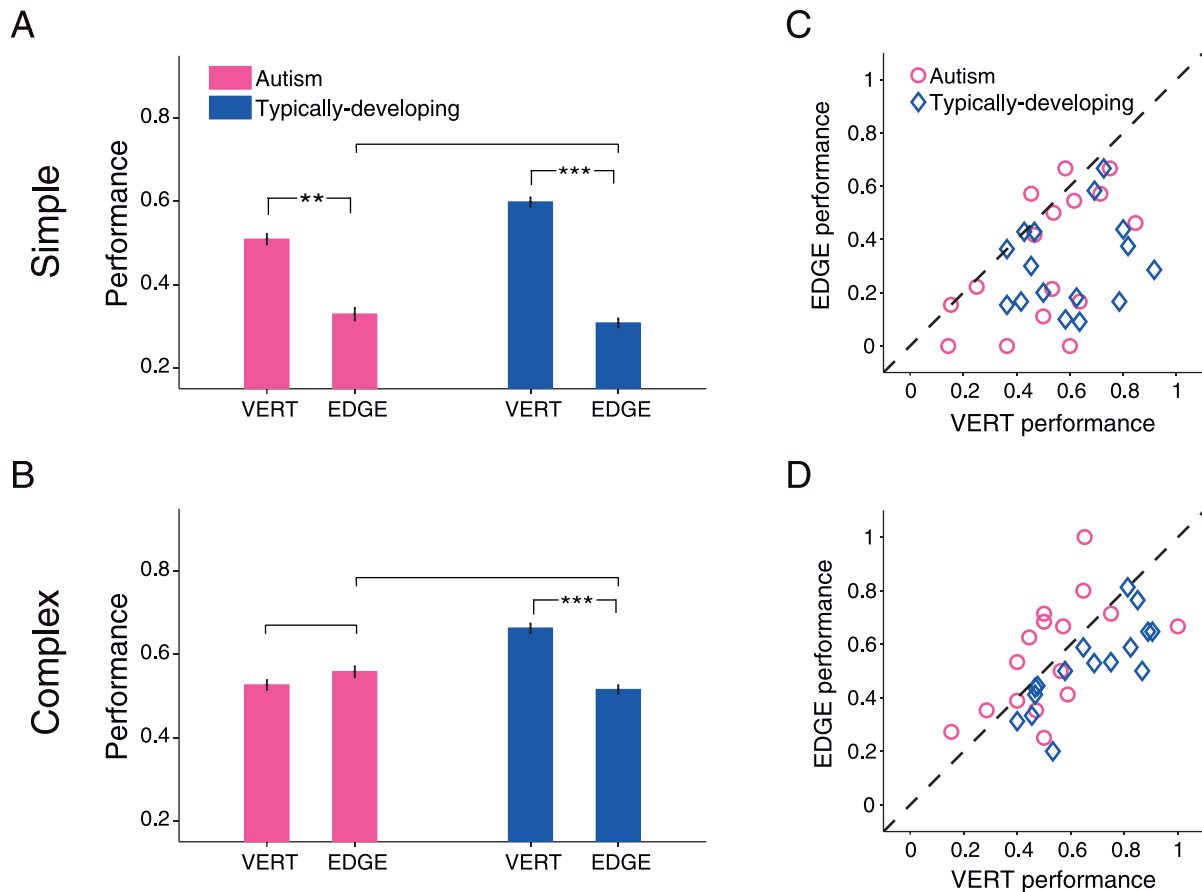 A
Simple
Performance
0.8
0.6
0.4
0.2
Autism
Typically-developing
**
***
VERT
EDGE
VERT
EDGE
C
EDGE performance
1
0.8
0.6
0.4
0.2
0
Autism
Typically-developing
0
0.2
0.4
0.6
0.8
1
VERT performance
B
Complex
Performance
0.8
0.6
0.4
0.2
***
VERT
EDGE
VERT
EDGE
D
EDGE performance
1
0.8
0.6
0.4
0.2
0
0
0.2
0.4
0.6
0.8
1
VERT performance